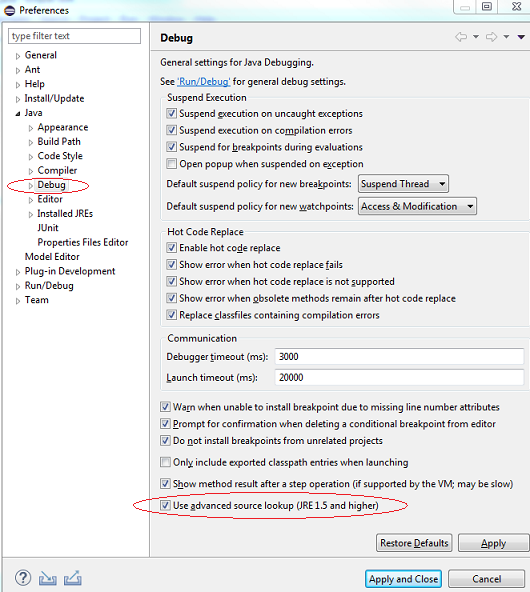 Preferences
type filter text
General
Ant
Help
Install/Update
Java
Appearance
Build Path
Code Style
Compiler
Debug
Editor
Installed JREs
JUnit
Properties Files Editor
Model Editor
Plug-in Development
Run/Debug
Team
Debug
General settings for Java Debugging.
See 'Run/Debug' for general debug settings.
Suspend Execution
Suspend execution on uncaught exceptions
Suspend execution on compilation errors
Suspend for breakpoints during evaluations
Open popup when suspended on exception
Default suspend policy for new breakpoints: Suspend Thread
Default suspend policy for new watchpoints: Access & Modification
Hot Code Replace
Enable hot code replace
Show error when hot code replace fails
Show error when hot code replace is not supported
Show error when obsolete methods remain after hot code replace
Replace classfiles containing compilation errors
Communication
Debugger timeout (ms): 3000
Launch timeout (ms): 20000
Warn when unable to install breakpoint due to missing line number attributes
Prompt for confirmation when deleting a conditional breakpoint from editor
Do not install breakpoints from unrelated projects
Only include exported classpath entries when launching
Show method result after a step operation (if supported by the VM; may be slow)
Use advanced source lookup (JRE 1.5 and higher)
Restore Defaults Apply
? Apply and Close Cancel